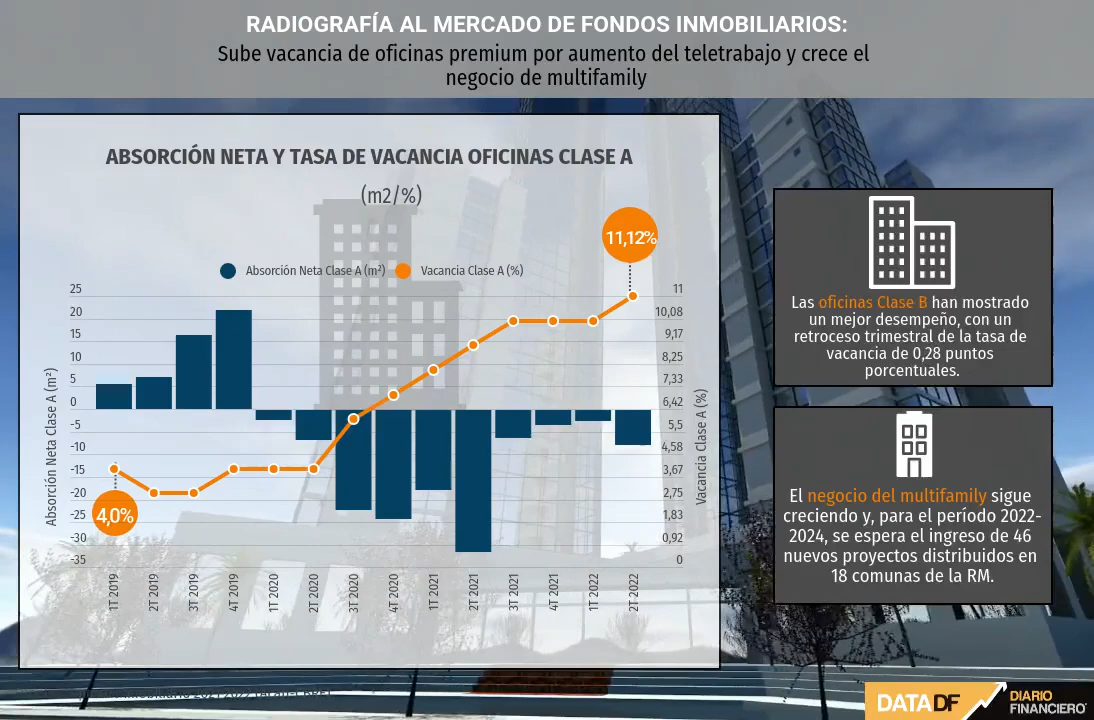 RADIOGRAFÍA AL MERCADO DE FONDOS INMOBILIARIOS:
Sube vacancia de oficinas premium por aumento del teletrabajo y crece el
negocio de multifamily
ABSORCIÓN NETA Y TASA DE VACANCIA OFICINAS CLASE A
(m2/%)
Absorción Neta Clase A (m²)
Vacancia Clase A (%)
11,12%
4,0%
Absorción Neta Clase A (m²)
25
20
15
10
5
0
-5
-10
-15
-20
-25
-30
-35
11
10,08
9,17
8,25
7,33
6,42
5,5
4,58
3,67
2,75
1,83
0,92
0
Vacancia Clase A (%)
1T 2019
2T 2019
3T 2019
4T 2019
1T 2020
2T 2020
3T 2020
4T 2020
1T 2021
2T 2021
3T 2021
4T 2021
1T 2022
2T 2022
Las oficinas Clase B han mostrado
un mejor desempeño, con un
retroceso trimestral de la tasa de
vacancia de 0,28 puntos
porcentuales.
El negocio del multifamily sigue
creciendo y, para el período 2022-
2024, se espera el ingreso de 46
nuevos proyectos distribuidos en
18 comunas de la RM.
DATA DF
DIARIO
FINANCIERO